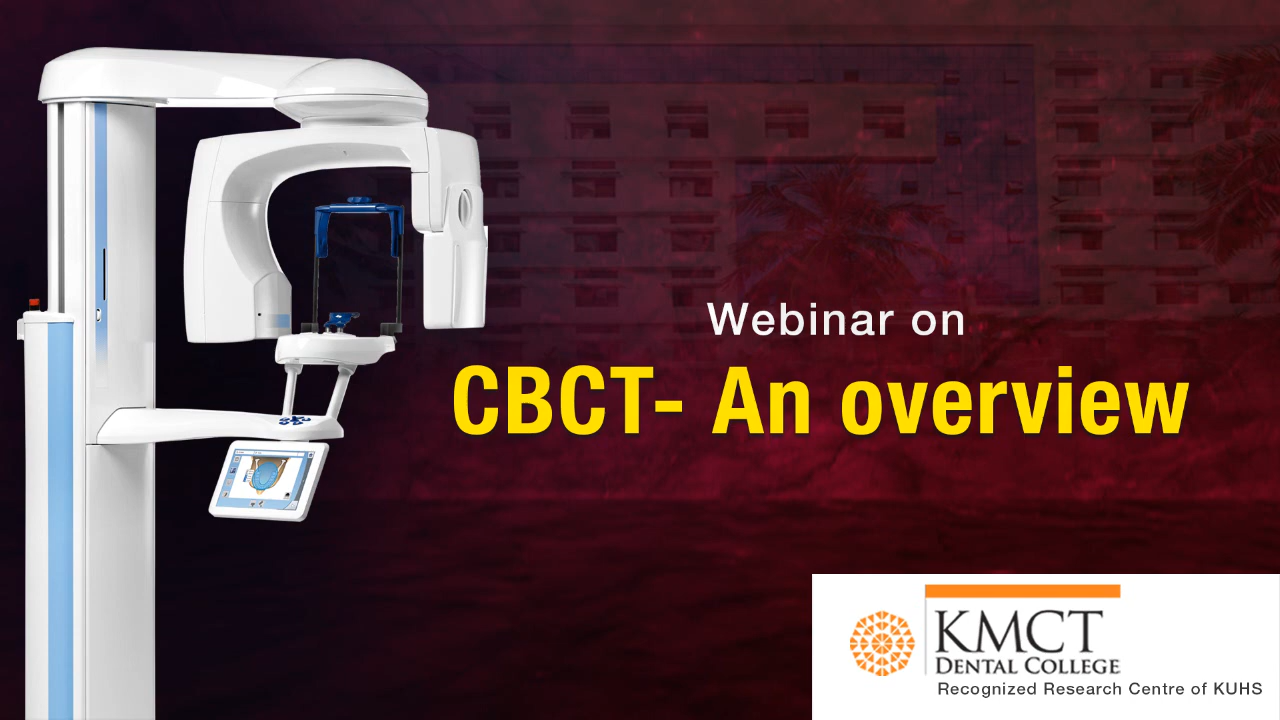 Webinar on
CBCT- An overview
KMCT
DENTAL COLLEGE
Recognized Research Centre of KUHS